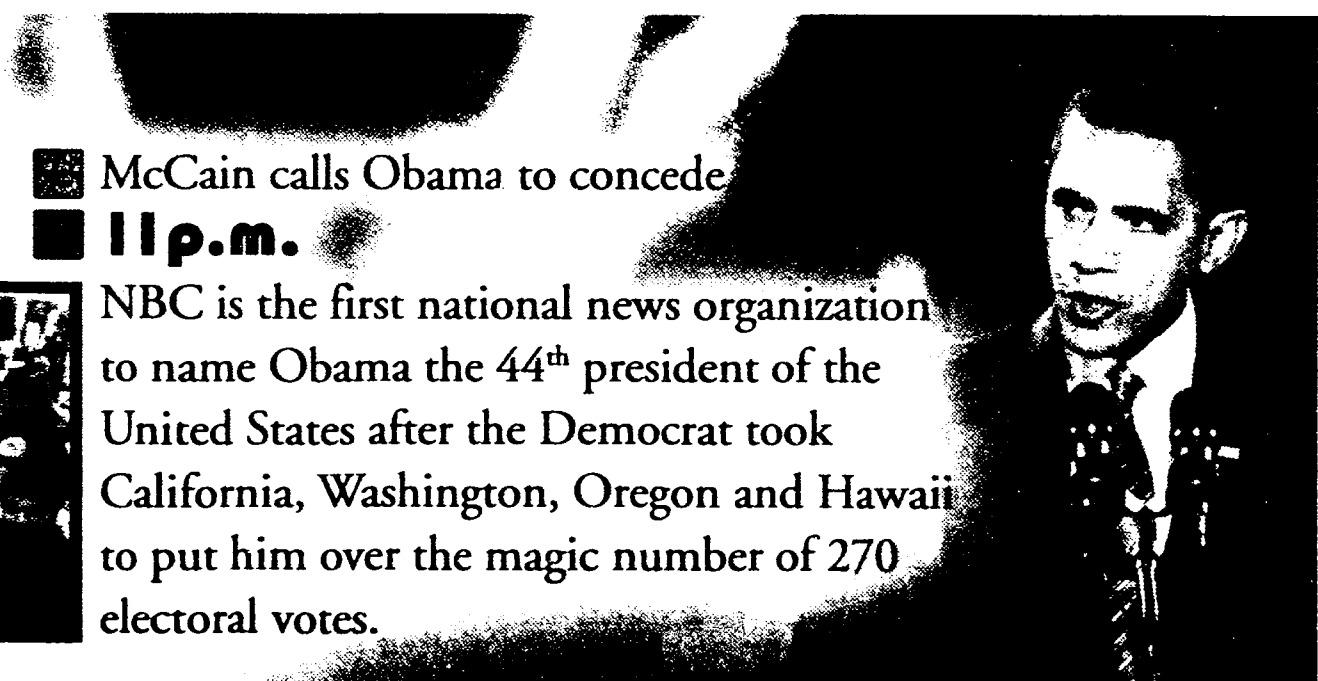 McCain calls Obama to concede
11p.m.
NBC is the first national news organization
to name Obama the 44th president of the
United States after the Democrat took
California, Washington, Oregon and Hawaii
to put him over the magic number of 270
electoral votes.